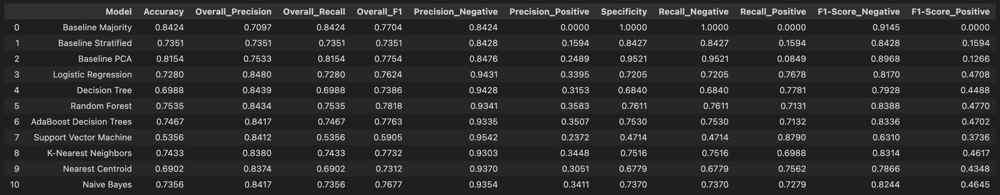 Model Accuracy Overall_Precision Overall_Recall Overall_F1 Precision_Negative Precision_Positive Specificity Recall_Negative Recall_Positive F1-Score_Negative F1-Score_Positive
0 Baseline Majority 0.8424 0.7097 0.8424 0.7704 0.8424 0.0000 1.0000 1.0000 0.0000 0.9145 0.0000
1 Baseline Stratified 0.7351 0.7351 0.7351 0.7351 0.8428 0.1594 0.8427 0.8427 0.1594 0.8428 0.1594
2 Baseline PCA 0.8154 0.7533 0.8154 0.7754 0.8476 0.2489 0.9521 0.9521 0.0849 0.8968 0.1266
3 Logistic Regression 0.7280 0.8480 0.7280 0.7624 0.9431 0.3395 0.7205 0.7205 0.7678 0.8170 0.4708
4 Decision Tree 0.6988 0.8439 0.6988 0.7386 0.9428 0.3153 0.6840 0.6840 0.7781 0.7928 0.4488
5 Random Forest 0.7535 0.8434 0.7535 0.7818 0.9341 0.3583 0.7611 0.7611 0.7131 0.8388 0.4770
6 AdaBoost Decision Trees 0.7467 0.8417 0.7467 0.7763 0.9335 0.3507 0.7530 0.7530 0.7132 0.8336 0.4702
7 Support Vector Machine 0.5356 0.8412 0.5356 0.5905 0.9542 0.2372 0.4714 0.4714 0.8790 0.6310 0.3736
8 K-Nearest Neighbors 0.7433 0.8380 0.7433 0.7732 0.9303 0.3448 0.7516 0.7516 0.6988 0.8314 0.4617
9 Nearest Centroid 0.6902 0.8374 0.6902 0.7312 0.9370 0.3051 0.6779 0.6779 0.7562 0.7866 0.4348
10 Naive Bayes 0.7356 0.8417 0.7356 0.7677 0.9354 0.3411 0.7370 0.7370 0.7279 0.8244 0.4645